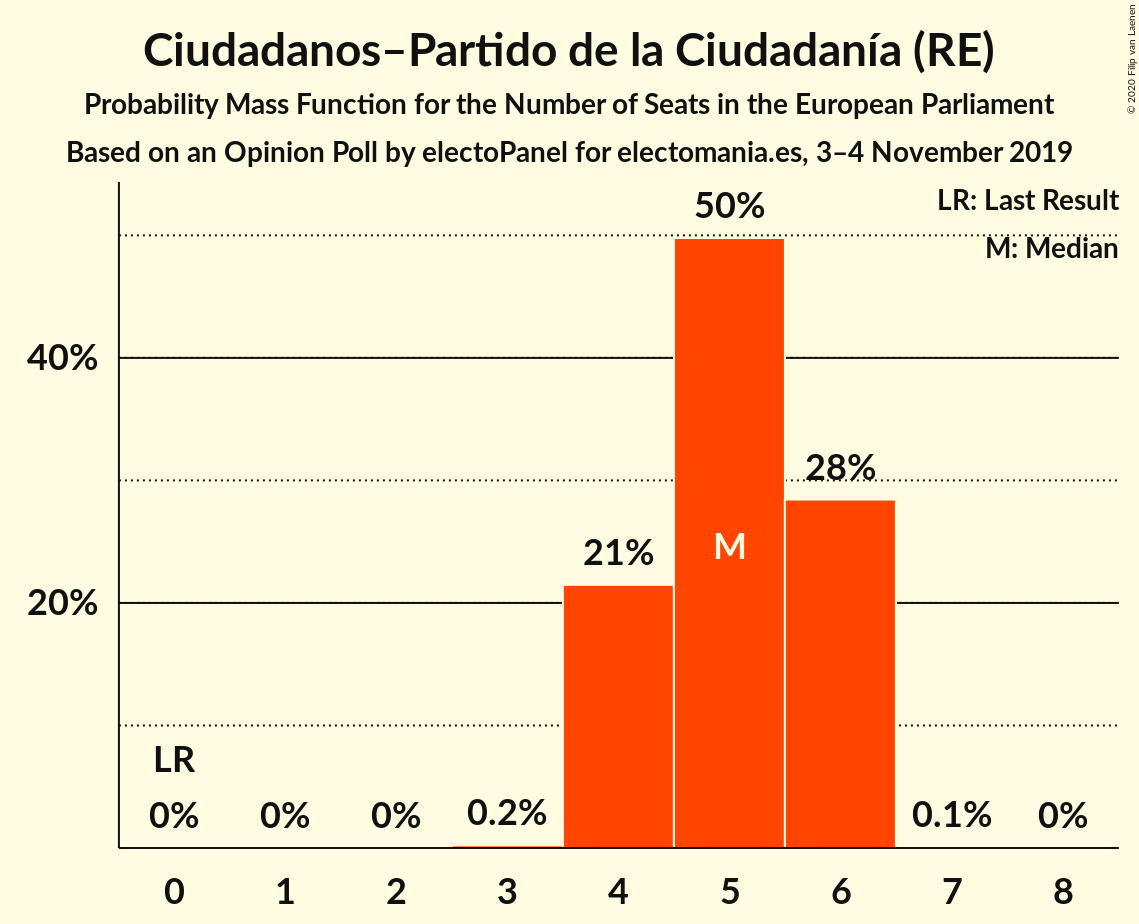 Ciudadanos–Partido de la Ciudadanía (RE)
Probability Mass Function for the Number of Seats in the European Parliament
Based on an Opinion Poll by electoPanel for electomania.es, 3–4 November 2019
© 2020 Filip van Laenen
LR: Last Result
M: Median
50%
40%
28%
21%
M
20%
LR
0% 0% 0% 0.2% 0.1% 0%
0 1 2 3 4 5 6 7 8